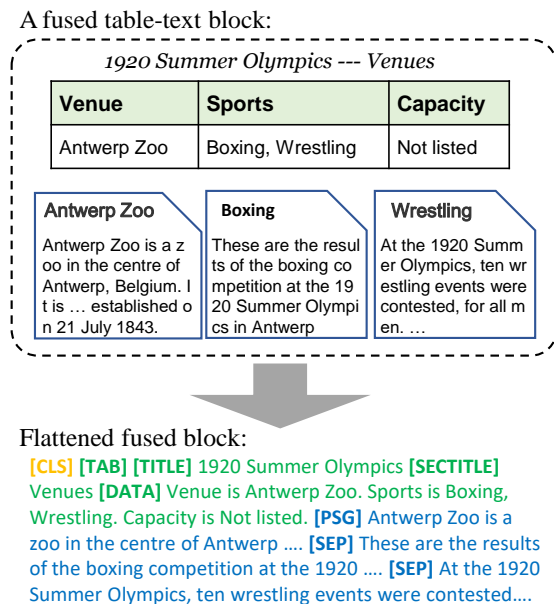 A fused table-text block:
1920 Summer Olympics --- Venues
Venue Sports Capacity
Antwerp Zoo Boxing, Wrestling Not listed
Antwerp Zoo
Antwerp Zoo is a z
oo in the centre of
Antwerp, Belgium. I
t is … established o
n 21 July 1843.
Boxing
These are the resul
ts of the boxing co
mpetition at the 19
20 Summer Olympi
cs in Antwerp
Wrestling
At the 1920 Summ
er Olympics, ten wr
estling events were
contested, for all m
en. …
Flattened fused block:
[CLS] [TAB] [TITLE] 1920 Summer Olympics [SECTITLE]
Venues [DATA] Venue is Antwerp Zoo. Sports is Boxing,
Wrestling. Capacity is Not listed. [PSG] Antwerp Zoo is a
zoo in the centre of Antwerp …. [SEP] These are the results
of the boxing competition at the 1920 …. [SEP] At the 1920
Summer Olympics, ten wrestling events were contested….